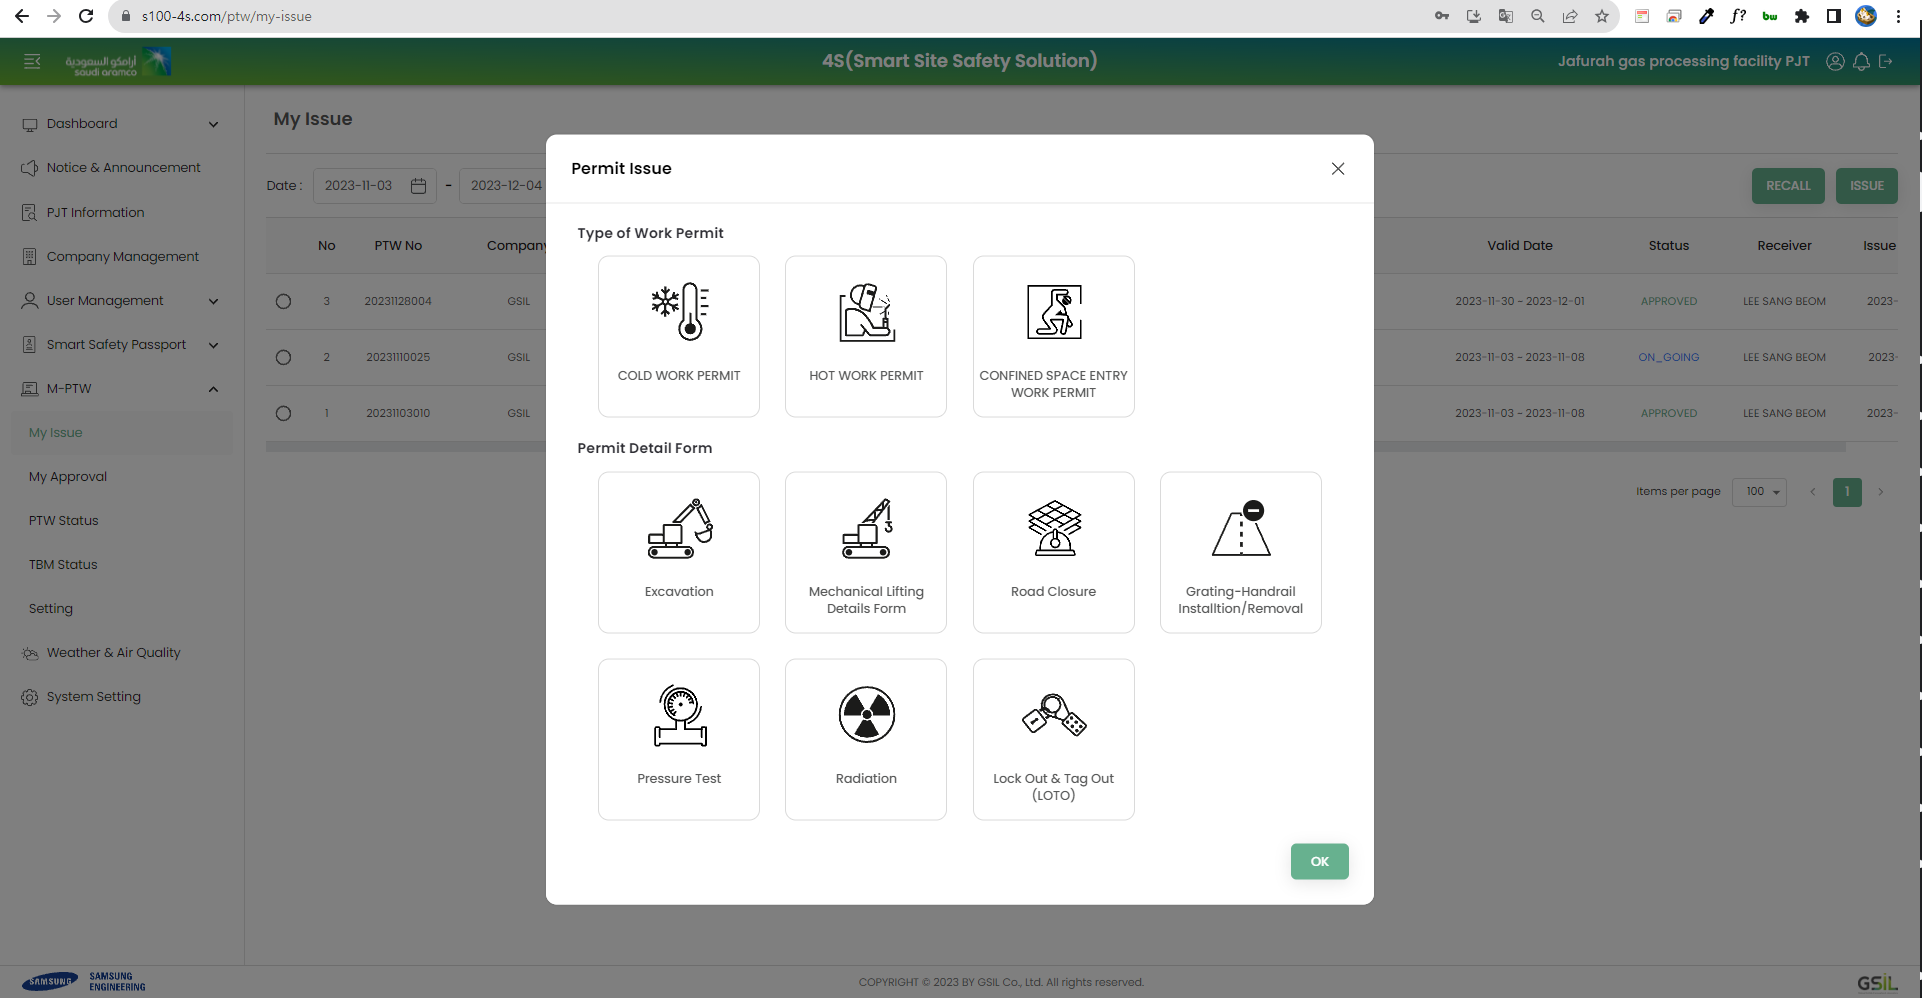 s100-4s.com/ptw/my-issue
f?
bw
أرامكو السعودية
saudi aramco
4S(Smart Site Safety Solution)
Jafurah gas processing facility PJT
Dashboard
Notice & Announcement
PJT Information
Company Management
User Management
Smart Safety Passport
M-PTW
My Issue
My Approval
PTW Status
TBM Status
Setting
Weather & Air Quality
System Setting
My Issue
Date : 2023-11-03 - 2023-12-04
RECALL ISSUE
No PTW No Company Valid Date Status Receiver Issue
3 20231128004 GSIL 2023-11-30 ~ 2023-12-01 APPROVED LEE SANG BEOM 2023-
2 20231110025 GSIL 2023-11-03 ~ 2023-11-08 ON_GOING LEE SANG BEOM 2023-
1 20231103010 GSIL 2023-11-03 ~ 2023-11-08 APPROVED LEE SANG BEOM 2023-
Items per page 100 1
Permit Issue
Type of Work Permit
COLD WORK PERMIT
HOT WORK PERMIT
CONFINED SPACE ENTRY
WORK PERMIT
Permit Detail Form
Excavation
Mechanical Lifting
Details Form
Road Closure
Grating-Handrail
Installtion/Removal
Pressure Test
Radiation
Lock Out & Tag Out
(LOTO)
OK
SAMSUNG
SAMSUNG
ENGINEERING
COPYRIGHT © 2023 BY GSIL Co., Ltd. All rights reserved.
GSIL